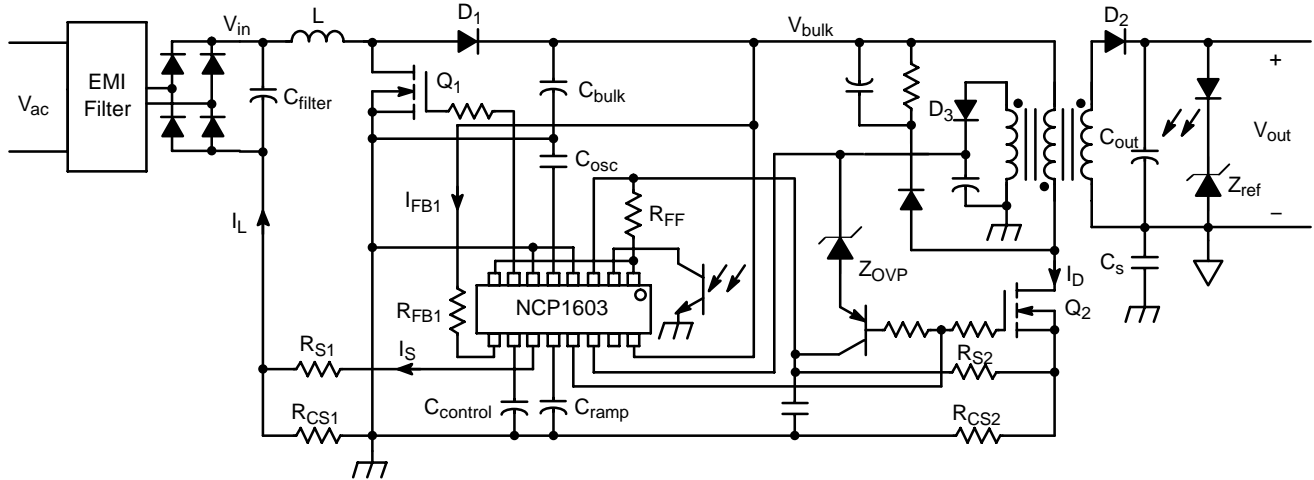 V_ac
EMI
Filter
V_in
C_filter
L
D_1
Q_1
C_bulk
C_osc
V_bulk
D_3
D_2
C_out
V_out
+
−
Z_ref
I_L
I_FB1
R_FF
Z_OVP
I_D
Q_2
C_s
R_FB1
NCP1603
R_S1
I_S
R_S2
R_CS1
C_control
C_ramp
R_CS2